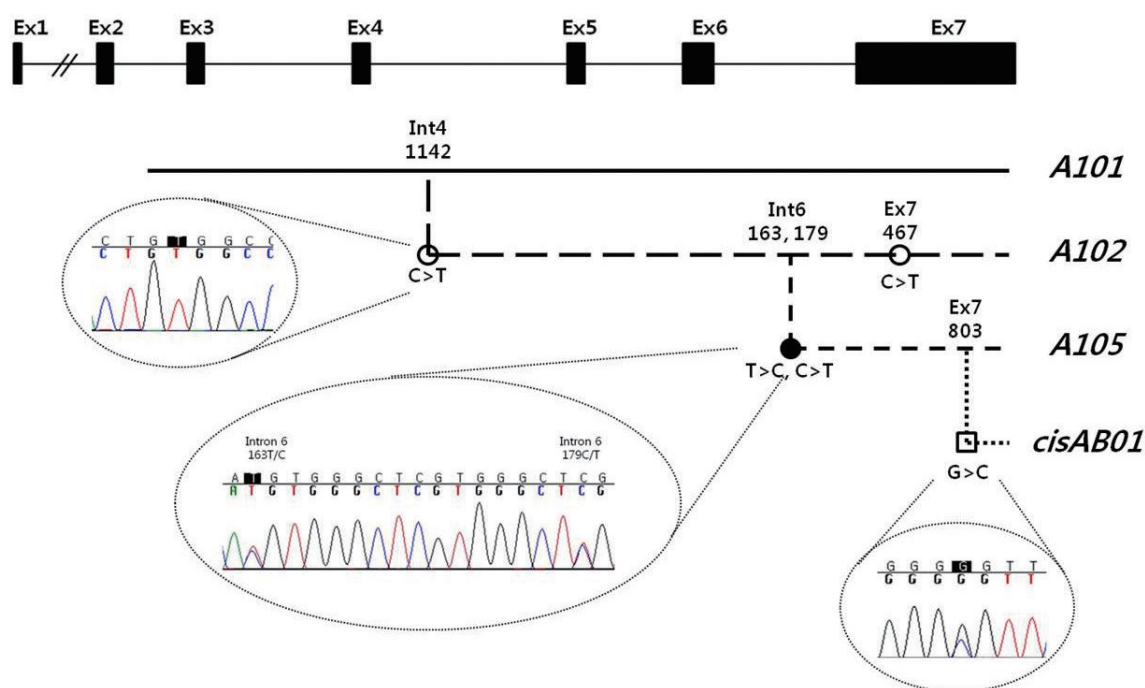 Ex1 Ex2 Ex3 Ex4 Ex5 Ex6 Ex7
Int4
1142
A101
Int6
163, 179
Ex7
467
A102
C>T
C>T
C T G T G G C C
C T G T G G C C
Ex7
803
A105
T>C, C>T
cisAB01
G>C
Intron 6
163T/C
Intron 6
179C/T
A T G T G G G C T C G T G G G C T C G
A T G T G G G C T C G T G G G C T C G
G G G G G T T
G G G G G T T